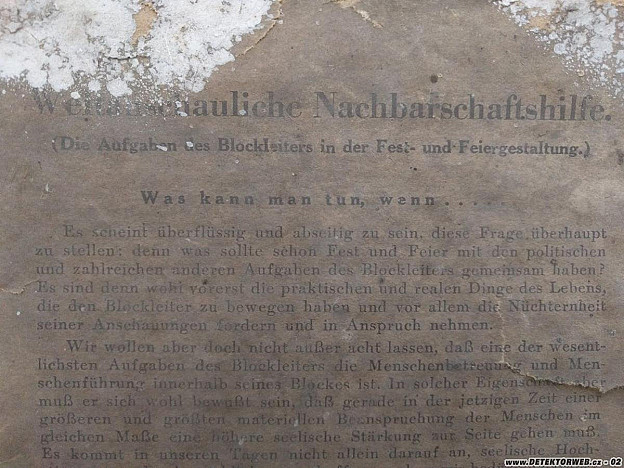 Weltanschauliche Nachbarschaftshilfe.
(Die Aufgaben des Blockleiters in der Fest- und Feiergestaltung.)
Was kann man tun, wenn .....
Es scheint überflüssig und abseitig zu sein, diese Frage überhaupt
zu stellen: denn was sollte schon Fest und Feier mit den politischen
und zahlreichen anderen Aufgaben des Blockleiters gemeinsam haben?
Es sind denn wohl vorerst die praktischen und realen Dinge des Lebens,
die den Blockleiter zu bewegen haben und vor allem die Nüchternheit
seiner Anschauungen fordern und in Anspruch nehmen.
Wir wollen aber doch nicht außer acht lassen, daß eine der wesent-
lichsten Aufgaben des Blockleiters die Menschenbetreuung und Men-
schenführung innerhalb seines Blockes ist. In solcher Eigenschaft aber
muß er sich wohl bewußt sein, daß gerade in der jetzigen Zeit einer
größeren und größten materiellen Beanspruchung der Menschen im
gleichen Maße eine höhere seelische Stärkung zur Seite gehen muß.
Es kommt in unseren Tagen nicht allein darauf an, seelische Hoch-
www.DETEKTORWEB.cz - 02